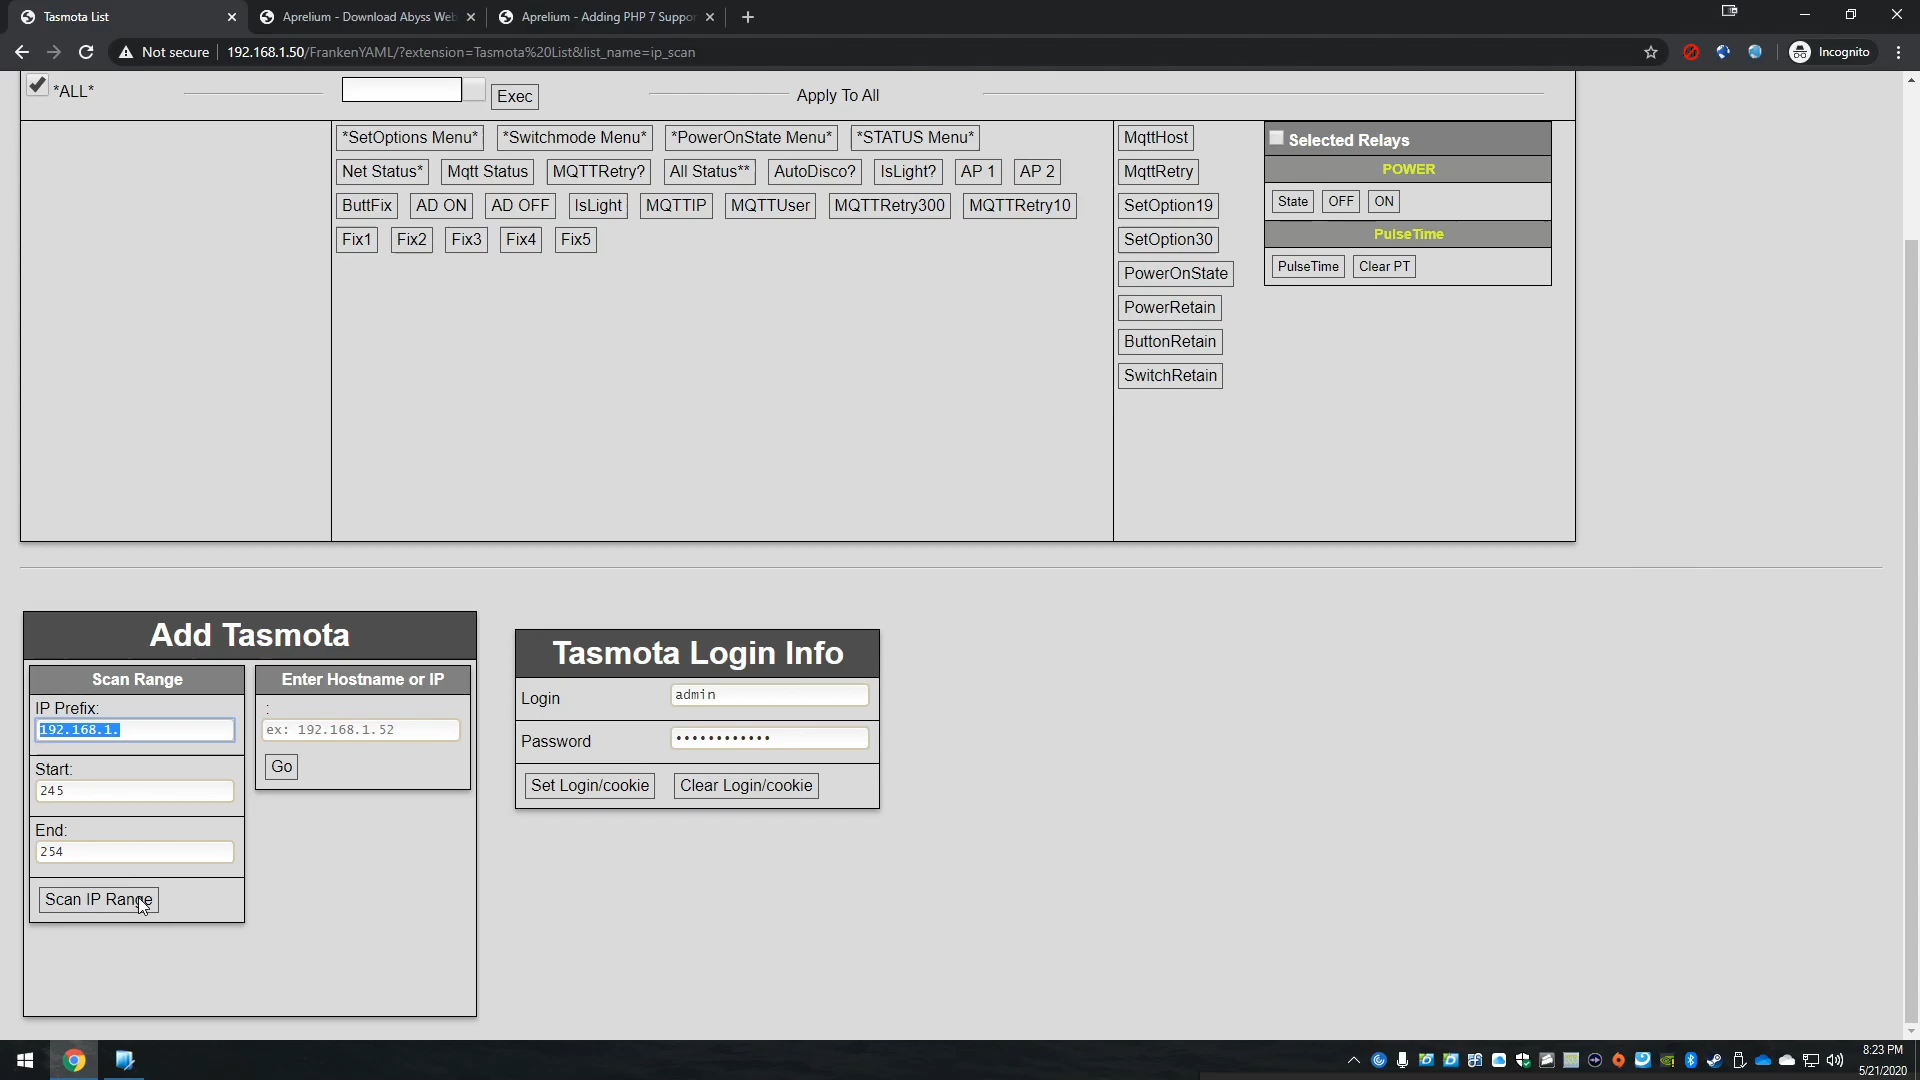 Tasmota List
Aprelium - Download Abyss Web
Aprelium - Adding PHP 7 Suppor
Not secure
192.168.1.50/FrankenYAML/?extension=Tasmota%20List&list_name=ip_scan
Incognito
*ALL*
Exec
Apply To All
*SetOptions Menu* *Switchmode Menu* *PowerOnState Menu* *STATUS Menu*
Net Status* Mqtt Status MQTTRetry? All Status** AutoDisco? IsLight? AP 1 AP 2
ButtFix AD ON AD OFF IsLight MQTTIP MQTTUser MQTTRetry300 MQTTRetry10
Fix1 Fix2 Fix3 Fix4 Fix5
MqttHost
MqttRetry
SetOption19
SetOption30
PowerOnState
PowerRetain
ButtonRetain
SwitchRetain
Selected Relays
POWER
State OFF ON
PulseTime
PulseTime Clear PT
Add Tasmota
Scan Range
IP Prefix:
192.168.1.
Start:
245
End:
254
Scan IP Range
Enter Hostname or IP
:
ex: 192.168.1.52
Go
Tasmota Login Info
Login admin
Password ••••••••••••
Set Login/cookie Clear Login/cookie
8:23 PM
5/21/2020